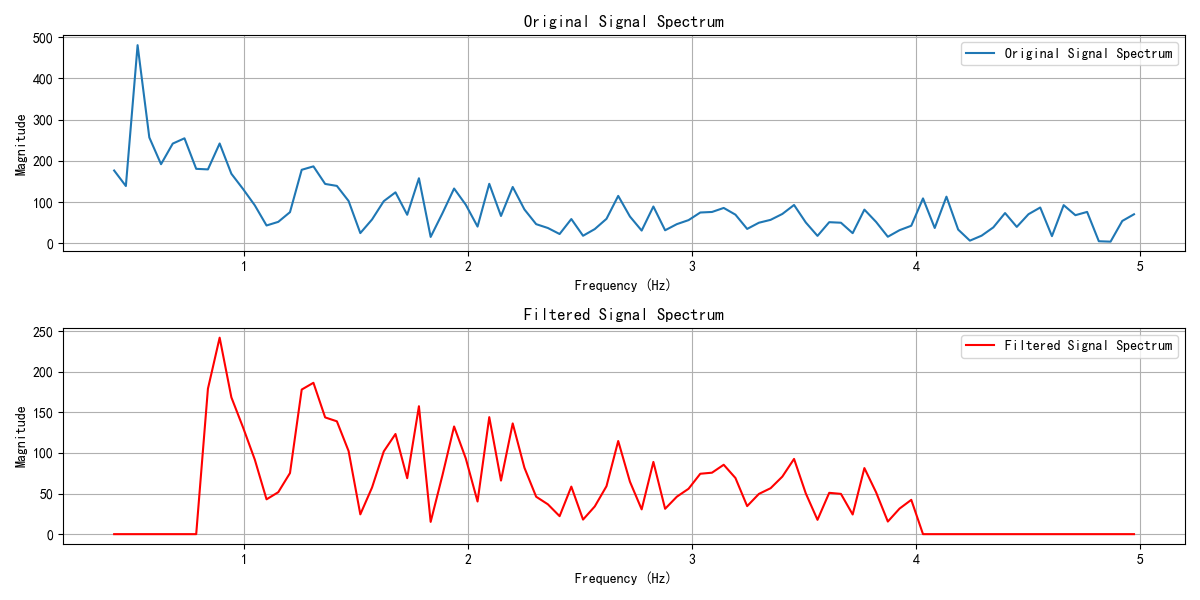 Original Signal Spectrum
500
400
300
200
100
0
Magnitude
Original Signal Spectrum
1 2 3 4 5
Frequency (Hz)
Filtered Signal Spectrum
250
200
150
100
50
0
Magnitude
Filtered Signal Spectrum
1 2 3 4 5
Frequency (Hz)